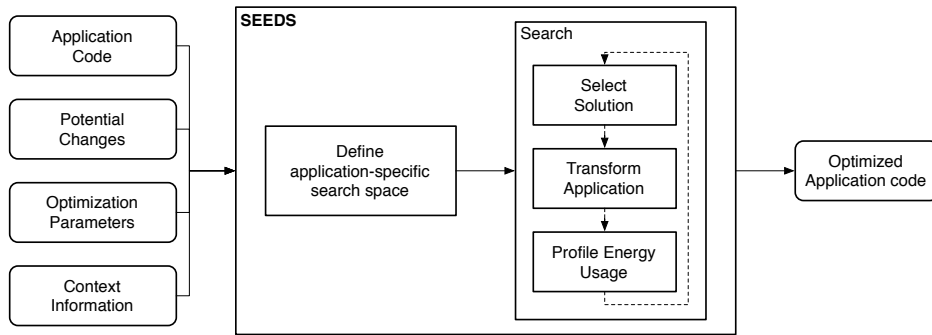 Application
Code
Potential
Changes
Optimization
Parameters
Context
Information
SEEDS
Define
application-specific
search space
Search
Select
Solution
Transform
Application
Profile Energy
Usage
Optimized
Application code